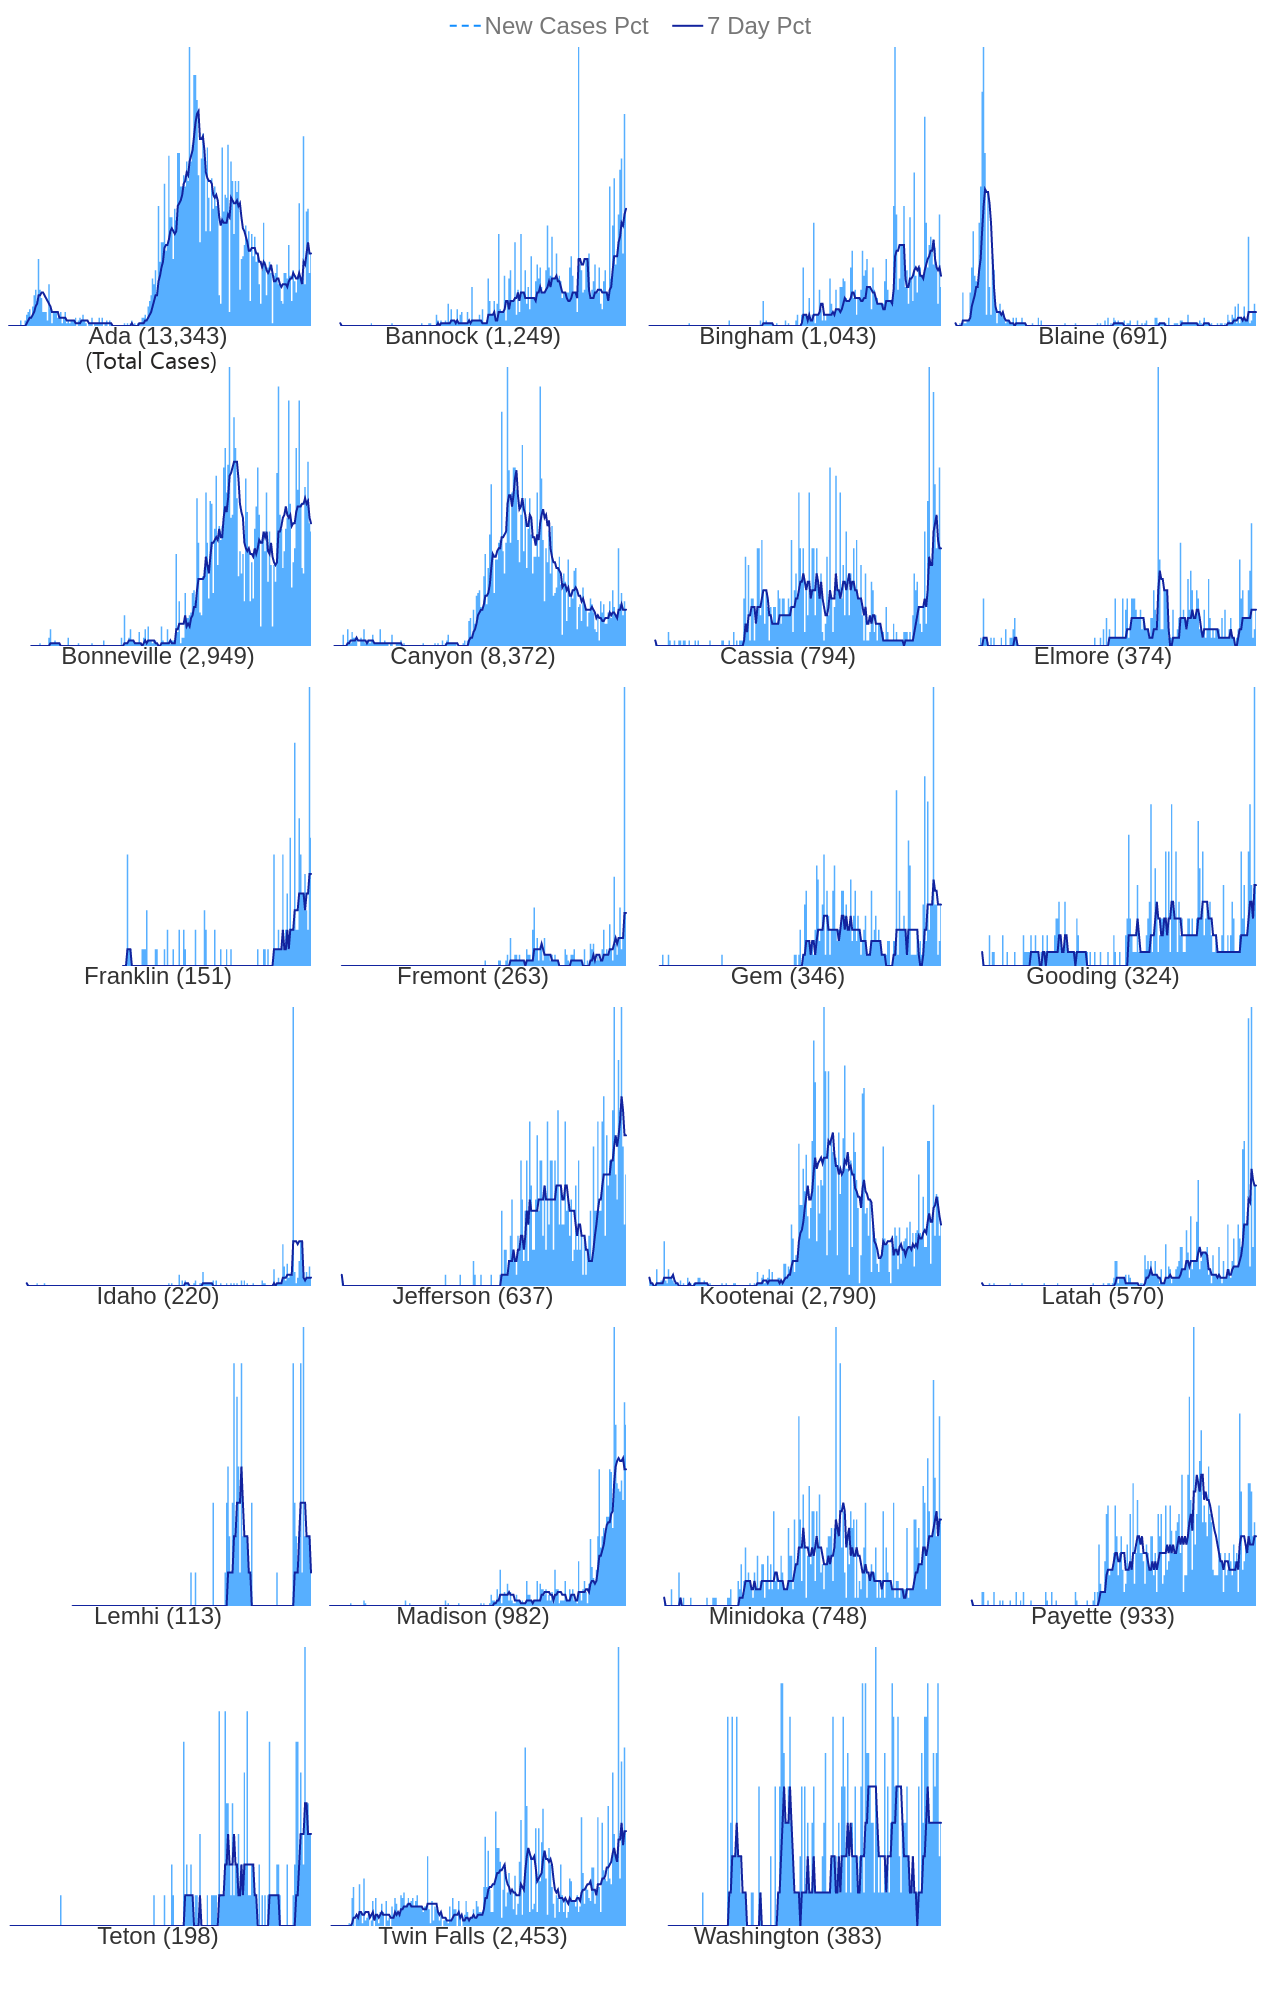 New Cases Pct 7 Day Pct
Ada (13,343) Bannock (1,249) Bingham (1,043) Blaine (691)
(Total Cases)
Bonneville (2,949) Canyon (8,372) Cassia (794) Elmore (374)
Franklin (151) Fremont (263) Gem (346) Gooding (324)
Idaho (220) Jefferson (637) Kootenai (2,790) Latah (570)
Lemhi (113) Madison (982) Minidoka (748) Payette (933)
Teton (198) Twin Falls (2,453) Washington (383)